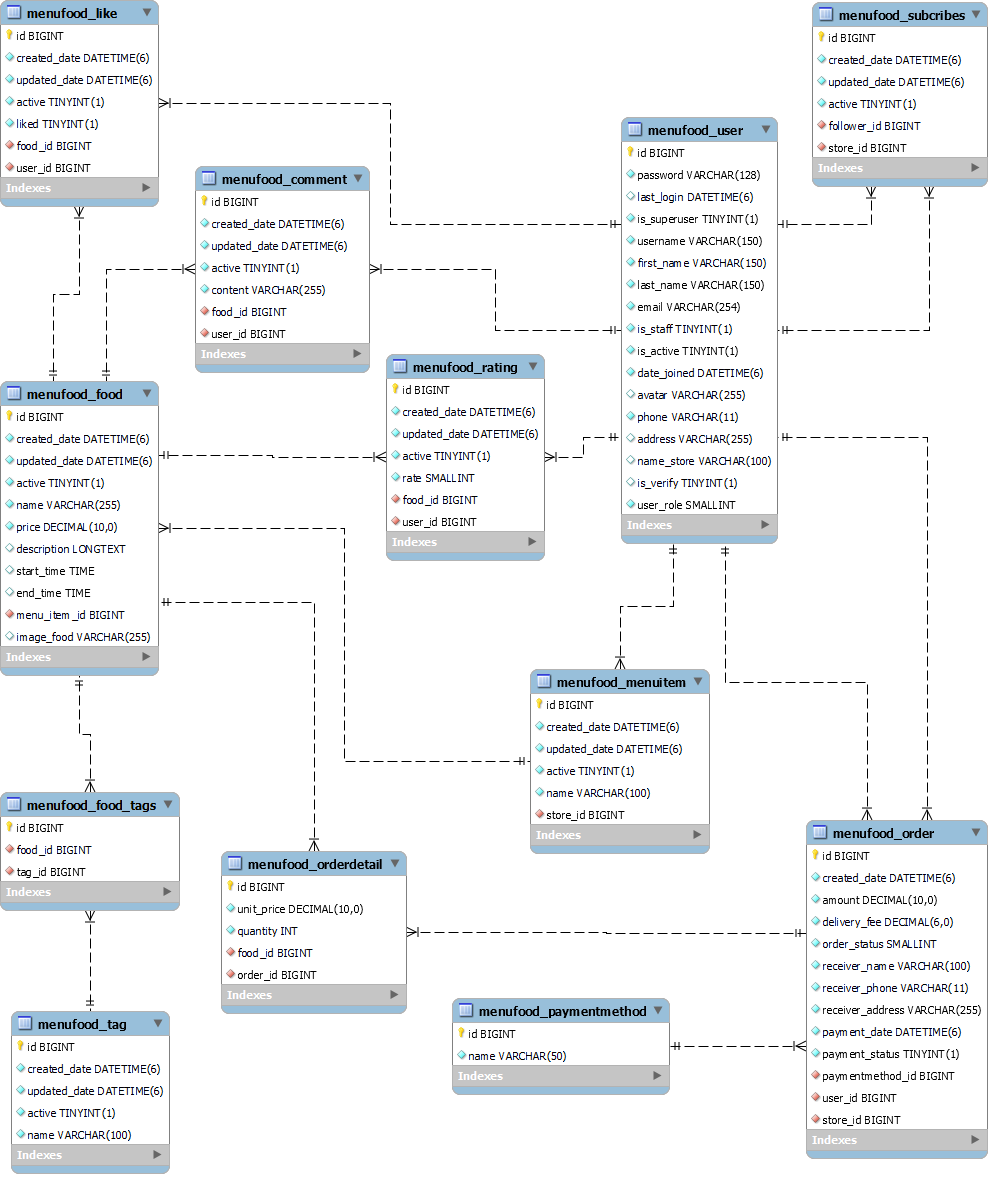 menufood_like
id BIGINT
created_date DATETIME(6)
updated_date DATETIME(6)
active TINYINT(1)
liked TINYINT(1)
food_id BIGINT
user_id BIGINT
Indexes
menufood_subcribes
id BIGINT
created_date DATETIME(6)
updated_date DATETIME(6)
active TINYINT(1)
follower_id BIGINT
store_id BIGINT
Indexes
menufood_user
id BIGINT
password VARCHAR(128)
last_login DATETIME(6)
is_superuser TINYINT(1)
username VARCHAR(150)
first_name VARCHAR(150)
last_name VARCHAR(150)
email VARCHAR(254)
is_staff TINYINT(1)
is_active TINYINT(1)
date_joined DATETIME(6)
avatar VARCHAR(255)
phone VARCHAR(11)
address VARCHAR(255)
name_store VARCHAR(100)
is_verify TINYINT(1)
user_role SMALLINT
Indexes
menufood_comment
id BIGINT
created_date DATETIME(6)
updated_date DATETIME(6)
active TINYINT(1)
content VARCHAR(255)
food_id BIGINT
user_id BIGINT
Indexes
menufood_rating
id BIGINT
created_date DATETIME(6)
updated_date DATETIME(6)
active TINYINT(1)
rate SMALLINT
food_id BIGINT
user_id BIGINT
Indexes
menufood_food
id BIGINT
created_date DATETIME(6)
updated_date DATETIME(6)
active TINYINT(1)
name VARCHAR(255)
price DECIMAL(10,0)
description LONGTEXT
start_time TIME
end_time TIME
menu_item_id BIGINT
image_food VARCHAR(255)
Indexes
menufood_menuitem
id BIGINT
created_date DATETIME(6)
updated_date DATETIME(6)
active TINYINT(1)
name VARCHAR(100)
store_id BIGINT
Indexes
menufood_food_tags
id BIGINT
food_id BIGINT
tag_id BIGINT
Indexes
menufood_orderdetail
id BIGINT
unit_price DECIMAL(10,0)
quantity INT
food_id BIGINT
order_id BIGINT
Indexes
menufood_order
id BIGINT
created_date DATETIME(6)
amount DECIMAL(10,0)
delivery_fee DECIMAL(6,0)
order_status SMALLINT
receiver_name VARCHAR(100)
receiver_phone VARCHAR(11)
receiver_address VARCHAR(255)
payment_date DATETIME(6)
payment_status TINYINT(1)
paymentmethod_id BIGINT
user_id BIGINT
store_id BIGINT
Indexes
menufood_paymentmethod
id BIGINT
name VARCHAR(50)
Indexes
menufood_tag
id BIGINT
created_date DATETIME(6)
updated_date DATETIME(6)
active TINYINT(1)
name VARCHAR(100)
Indexes